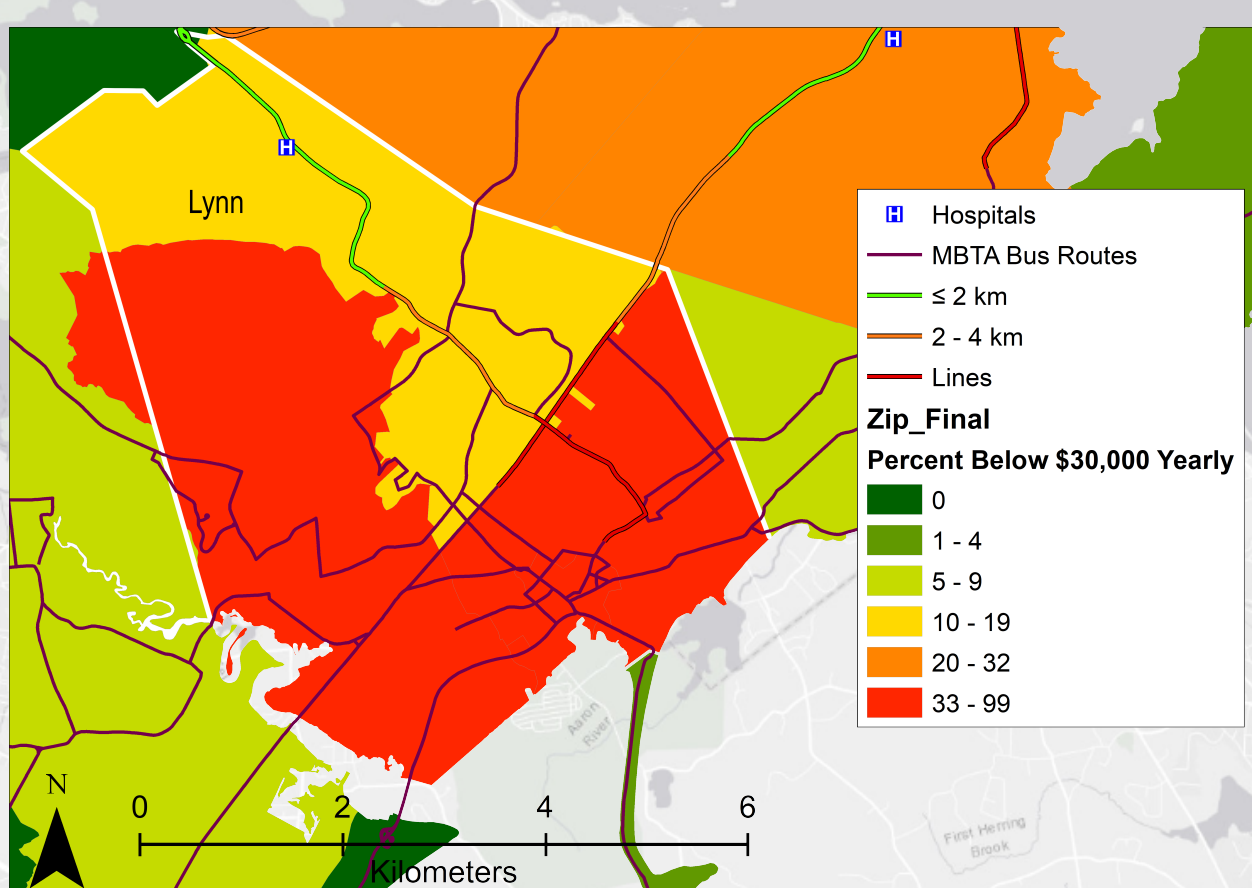 H
H
Lynn
Hospitals
MBTA Bus Routes
≤ 2 km
2 - 4 km
Lines
Zip_Final
Percent Below $30,000 Yearly
0
1 - 4
5 - 9
10 - 19
20 - 32
33 - 99
H
Aaron
River
N
0 2 4 6
Kilometers
First Herring
Brook